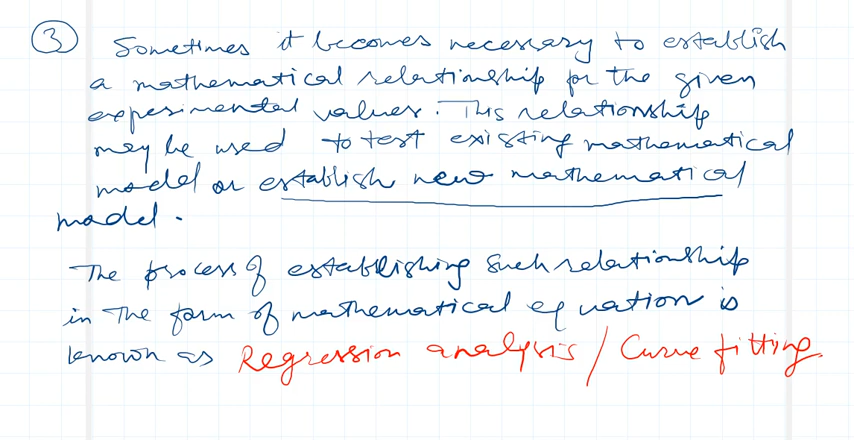 ③ Sometimes it becomes necessary to establish
a mathematical relationship for the given
experimental values. This relationship
may be used to test existing mathematical
model or establish new mathematical
model.
The process of establishing such relationship
in the form of mathematical equation is
known as Regression analysis / Curve fitting.